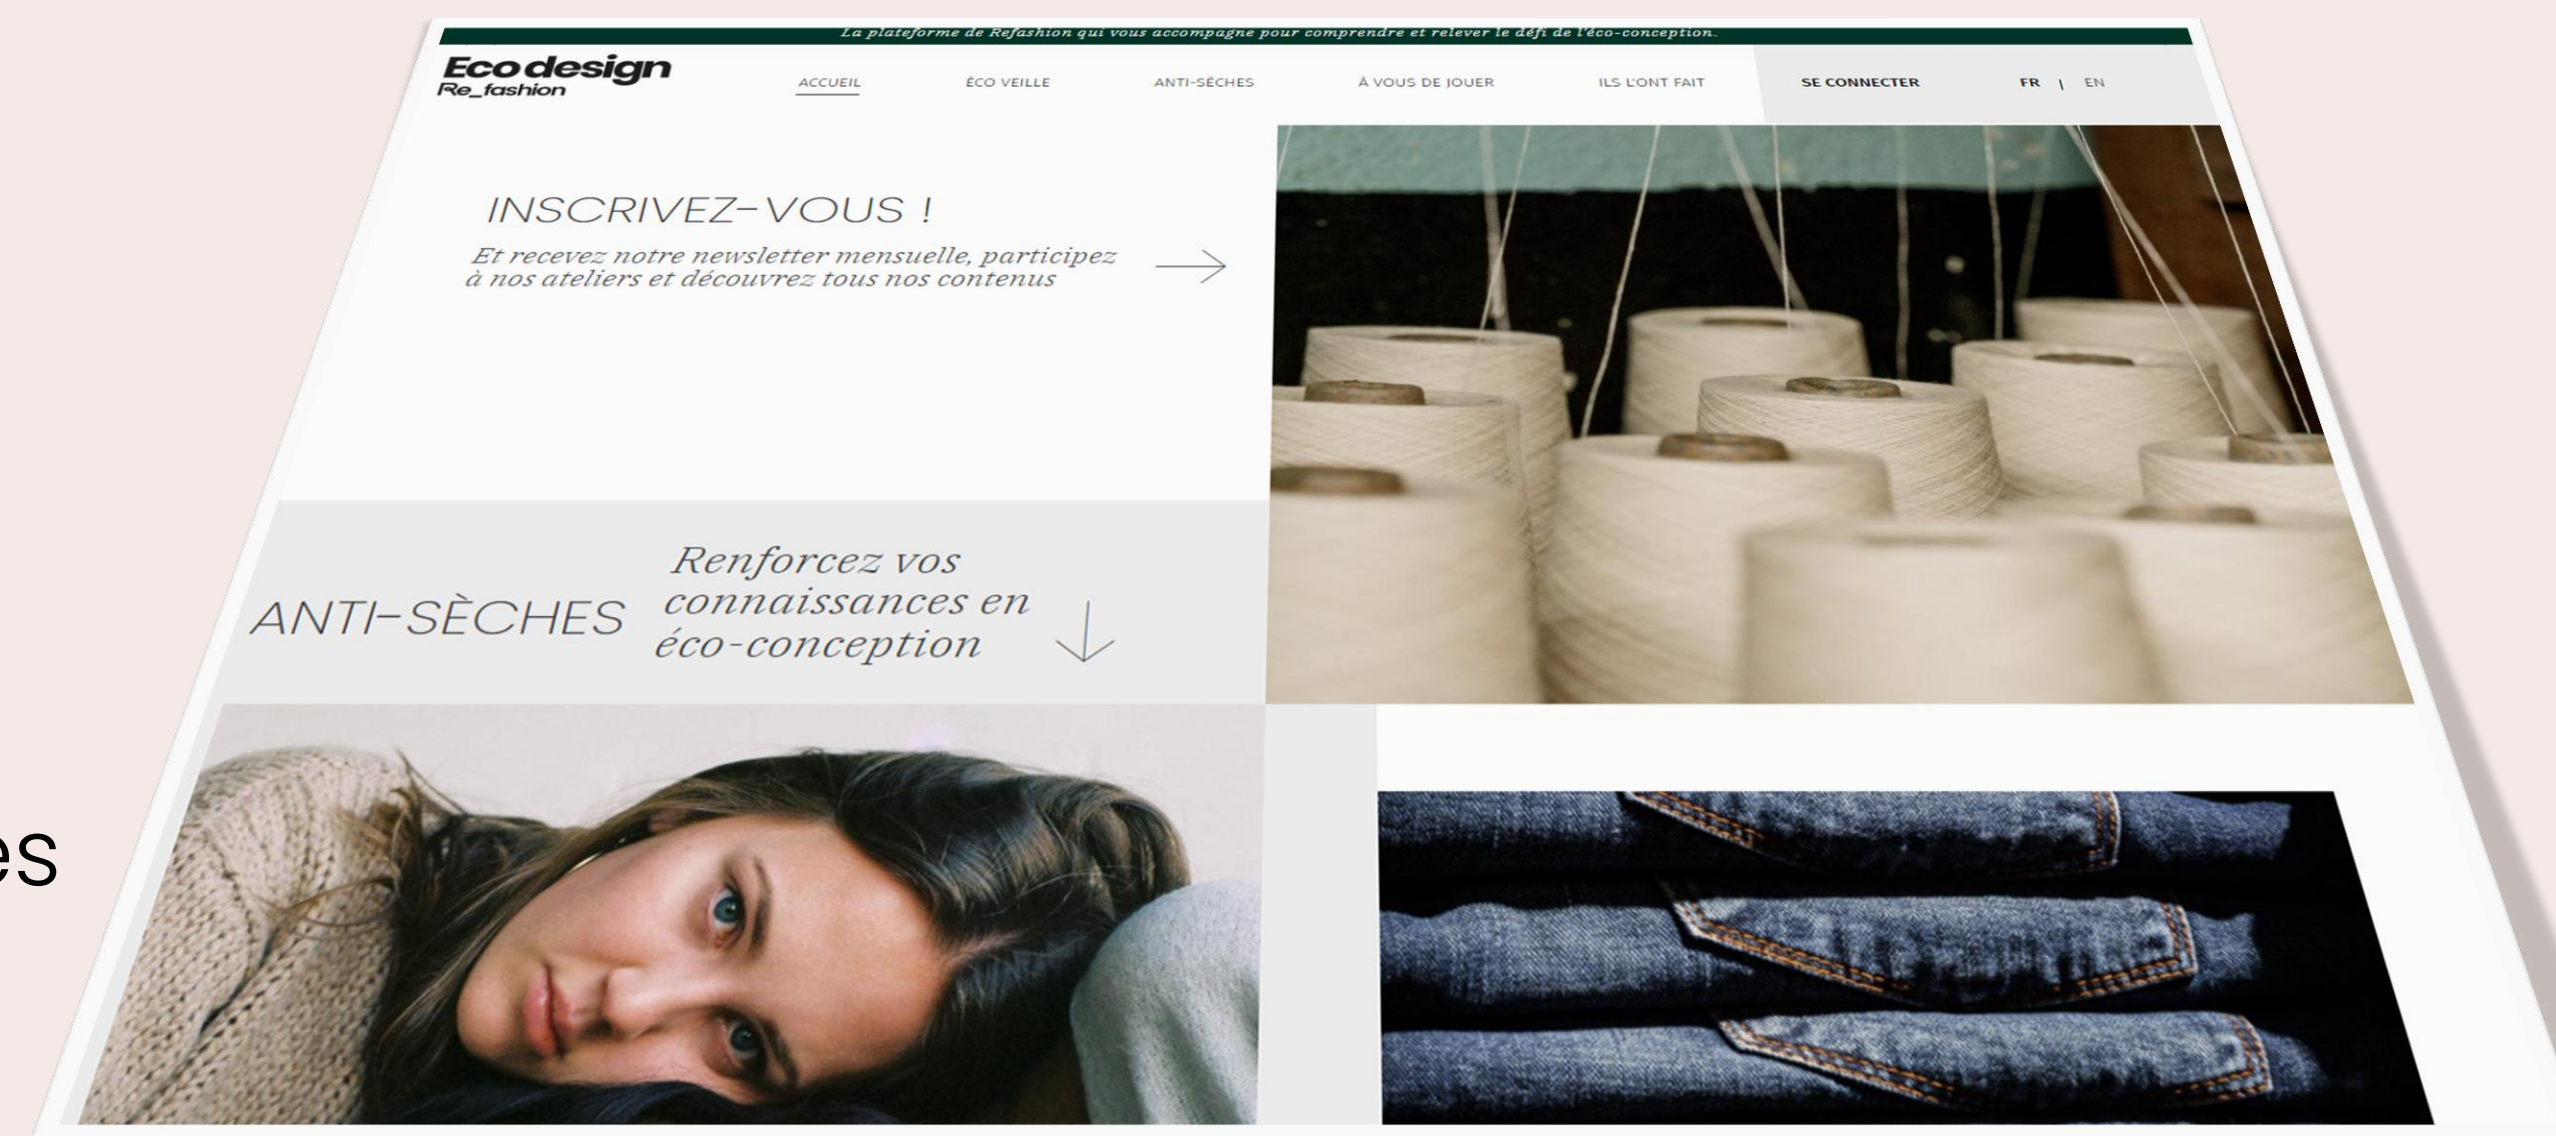 La plateforme de Refashion qui vous accompagne pour comprendre et relever le défi de l'éco-conception.
Eco design
Re_fashion
ACCUEIL
ÉCO VEILLE
ANTI-SÈCHES
À VOUS DE JOUER
ILS L'ONT FAIT
SE CONNECTER
FR | EN
INSCRIVEZ-VOUS !
Et recevez notre newsletter mensuelle, participez
à nos ateliers et découvrez tous nos contenus
ANTI-SÈCHES
Renforcez vos
connaissances en
éco-conception